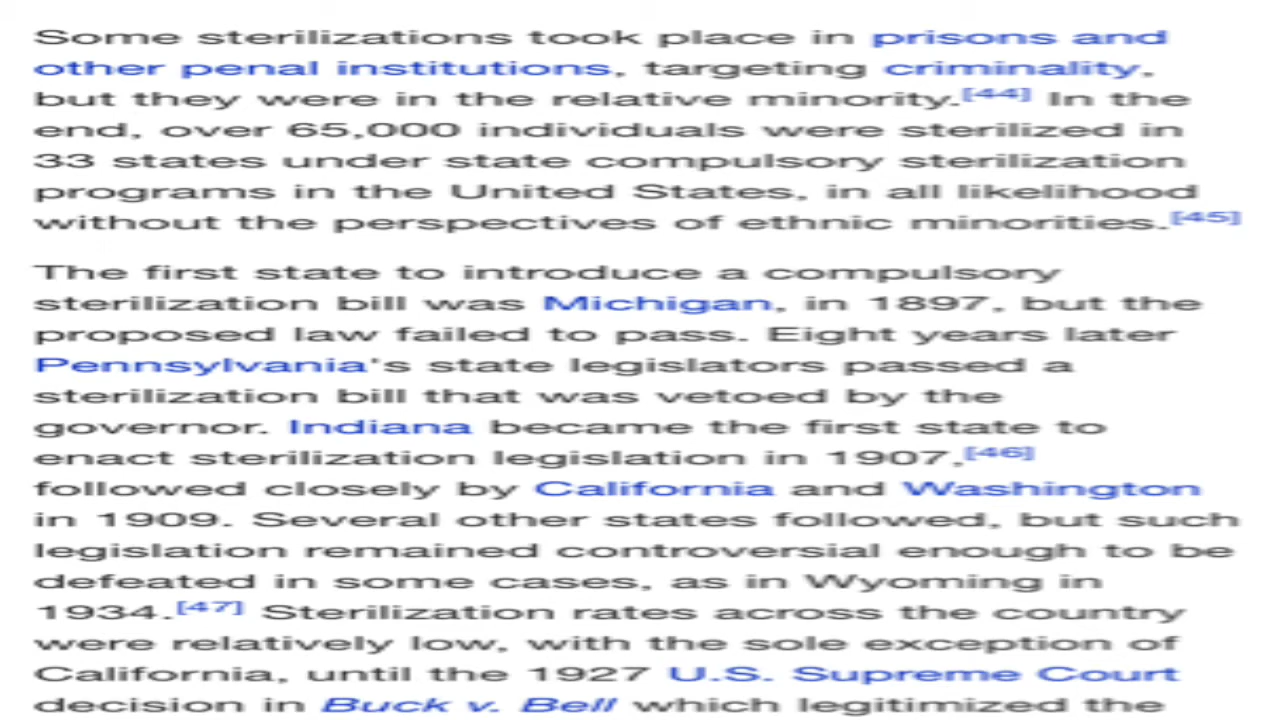 Some sterilizations took place in prisons and
other penal institutions, targeting criminality,
but they were in the relative minority.[44] In the
end, over 65,000 individuals were sterilized in
33 states under state compulsory sterilization
programs in the United States, in all likelihood
without the perspectives of ethnic minorities.[45]
The first state to introduce a compulsory
sterilization bill was Michigan, in 1897, but the
proposed law failed to pass. Eight years later
Pennsylvania's state legislators passed a
sterilization bill that was vetoed by the
governor. Indiana became the first state to
enact sterilization legislation in 1907,[46]
followed closely by California and Washington
in 1909. Several other states followed, but such
legislation remained controversial enough to be
defeated in some cases, as in Wyoming in
1934.[47] Sterilization rates across the country
were relatively low, with the sole exception of
California, until the 1927 U.S. Supreme Court
decision in Buck v. Bell which legitimized the